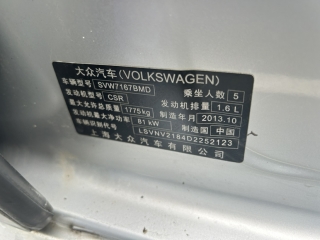 大众汽车(VOLKSWAGEN)
车辆型号 SVW7167BMD 乘坐人数 5
发动机型号 CSR 发动机排量 1.6 L
最大允许总质量 1775kg 制造年月 2013.10
发动机最大净功率 81 kW 制造国 中国
车辆识别代号 LSVNV2184D2252123
上海大众汽车有限公司